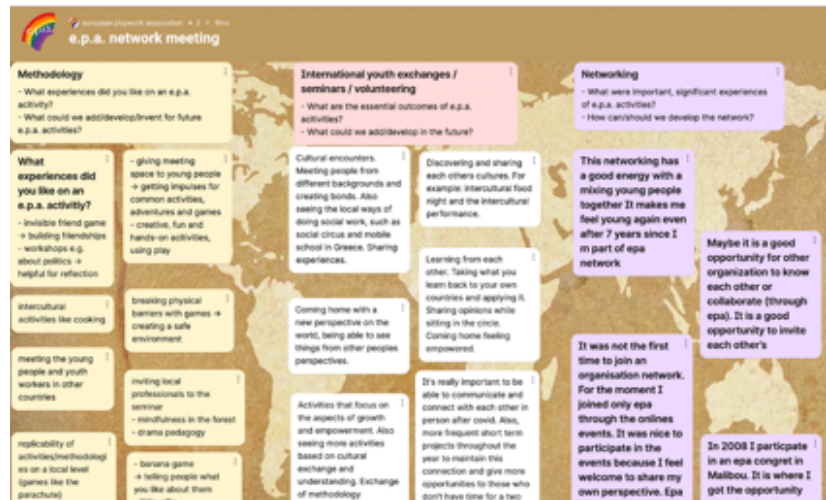 european playwork association • 2 • 9mo
e.p.a. network meeting
Methodology
- What experiences did you like on an e.p.a.
acitivity?
- What could we add/develop/invent for future
e.p.a. activities?
What
experiences did
you like on an
e.p.a. activitiy?
- invisible friend game
→ building friendships
- workshops e.g.
about politics →
helpful for reflection
intercultural
activities like cooking
meeting the young
people and youth
workers in other
countries
replicability of
activities/methodologi
es on a local level
(games like the
parachute)
- giving meeting
space to young people
→ getting impulses for
common activities,
adventures and games
- creative, fun and
hands-on acitivities,
using play
breaking physical
barriers with games →
creating a safe
environment
inviting local
professionals to the
seminar
- mindfulness in the forest
- drama pedagogy
- banana game
→ telling people what
you like about them
International youth exchanges /
seminars / volunteering
- What are the essential outcomes of e.p.a.
acitivities?
- What could we add/develop in the future?
Cultural encounters.
Meeting people from
different backgrounds and
creating bonds. Also
seeing the local ways of
doing social work, such as
social circus and mobile
school in Greece. Sharing
experiences.
Coming home with a
new perspective on the
world, being able to see
things from other peoples
perspectives.
Activities that focus on
the aspects of growth
and empowerment. Also
seeing more activities
based on cultural
exchange and
understanding. Exchange
of methodology
Discovering and sharing
each others cultures. For
example: intercultural food
night and the intercultural
performance.
Learning from each
other. Taking what you
learn back to your own
countries and applying it.
Sharing opinions while
sitting in the circle.
Coming home feeling
empowered.
It's really important to be
able to communicate and
connect with each other in
person after covid. Also,
more frequent short term
projects throughout the
year to maintain this
connection and give more
opportunities to those who
don't have time for a two
Networking
- What were important, significant experiences
of e.p.a. activities?
- How can/should we develop the network?
This networking has
a good energy with a
mixing young people
together It makes me
feel young again even
after 7 years since I
m part of epa
network
It was not the first
time to join an
organisation network.
For the moment I
joined only epa
through the onlines
events. It was nice to
participate in the
events because I feel
welcome to share my
own perspective. Epa
Maybe it is a good
opportunity for other
organization to know
each other or
collaborate (through
epa). It is a good
opportunity to invite
each other's
In 2008 I particpate
in an epa congret in
Malibou. It is where I
got the opportunity